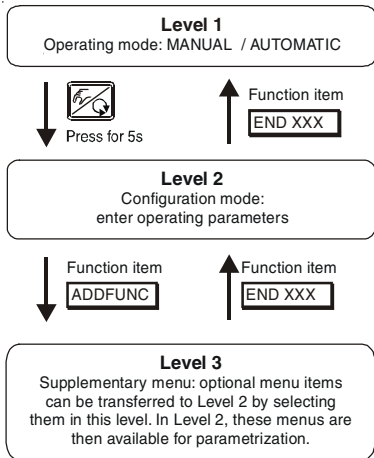 Level 1
Operating mode: MANUAL / AUTOMATIC
Press for 5s
Function item
END XXX
Level 2
Configuration mode:
enter operating parameters
Function item
ADDFUNC
Function item
END XXX
Level 3
Supplementary menu: optional menu items
can be transferred to Level 2 by selecting
them in this level. In Level 2, these menus are
then available for parametrization.